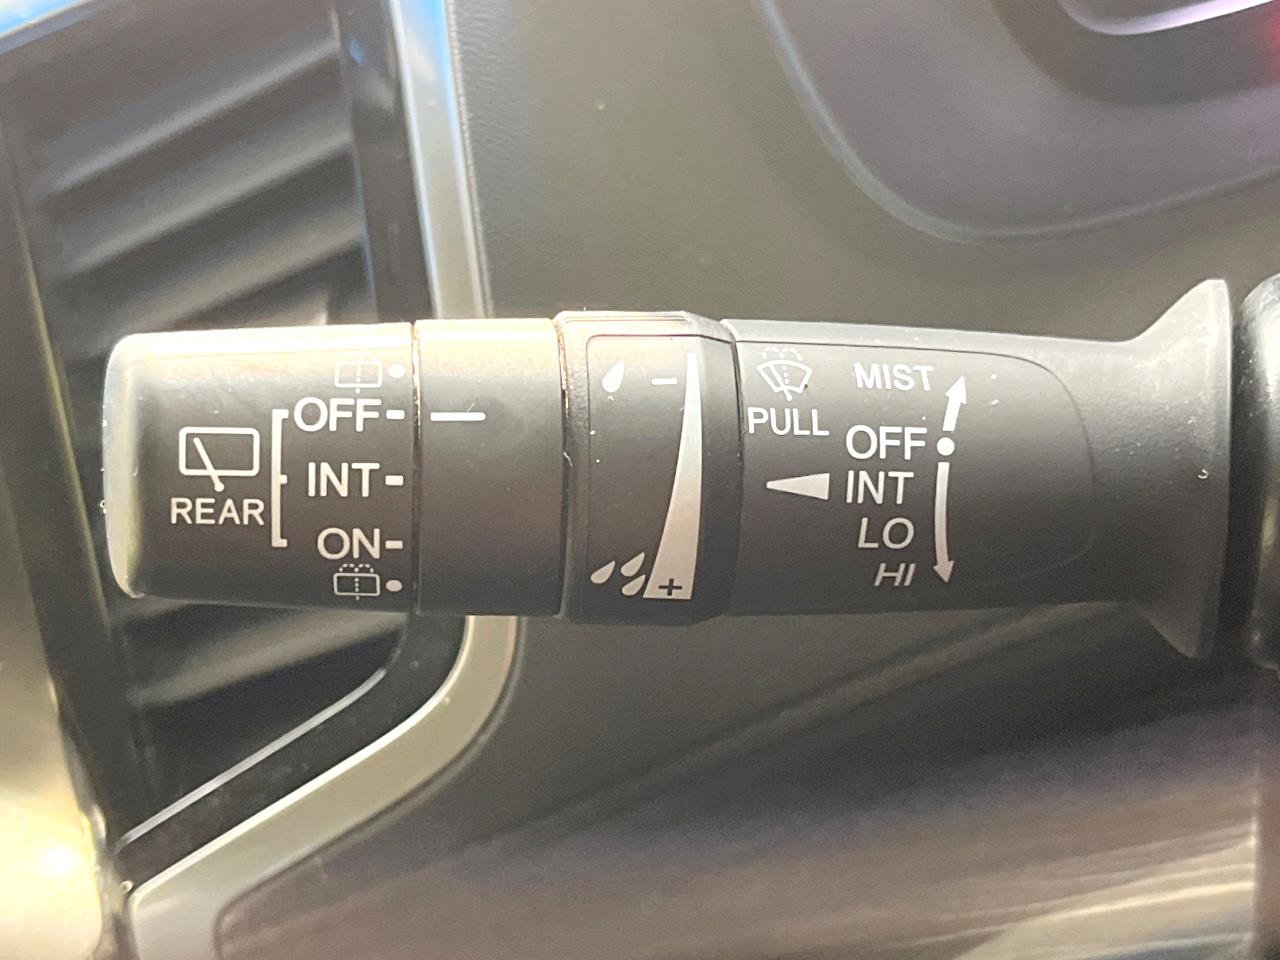 OFF
INT
ON
REAR
−
+
PULL
MIST
OFF
INT
LO
HI